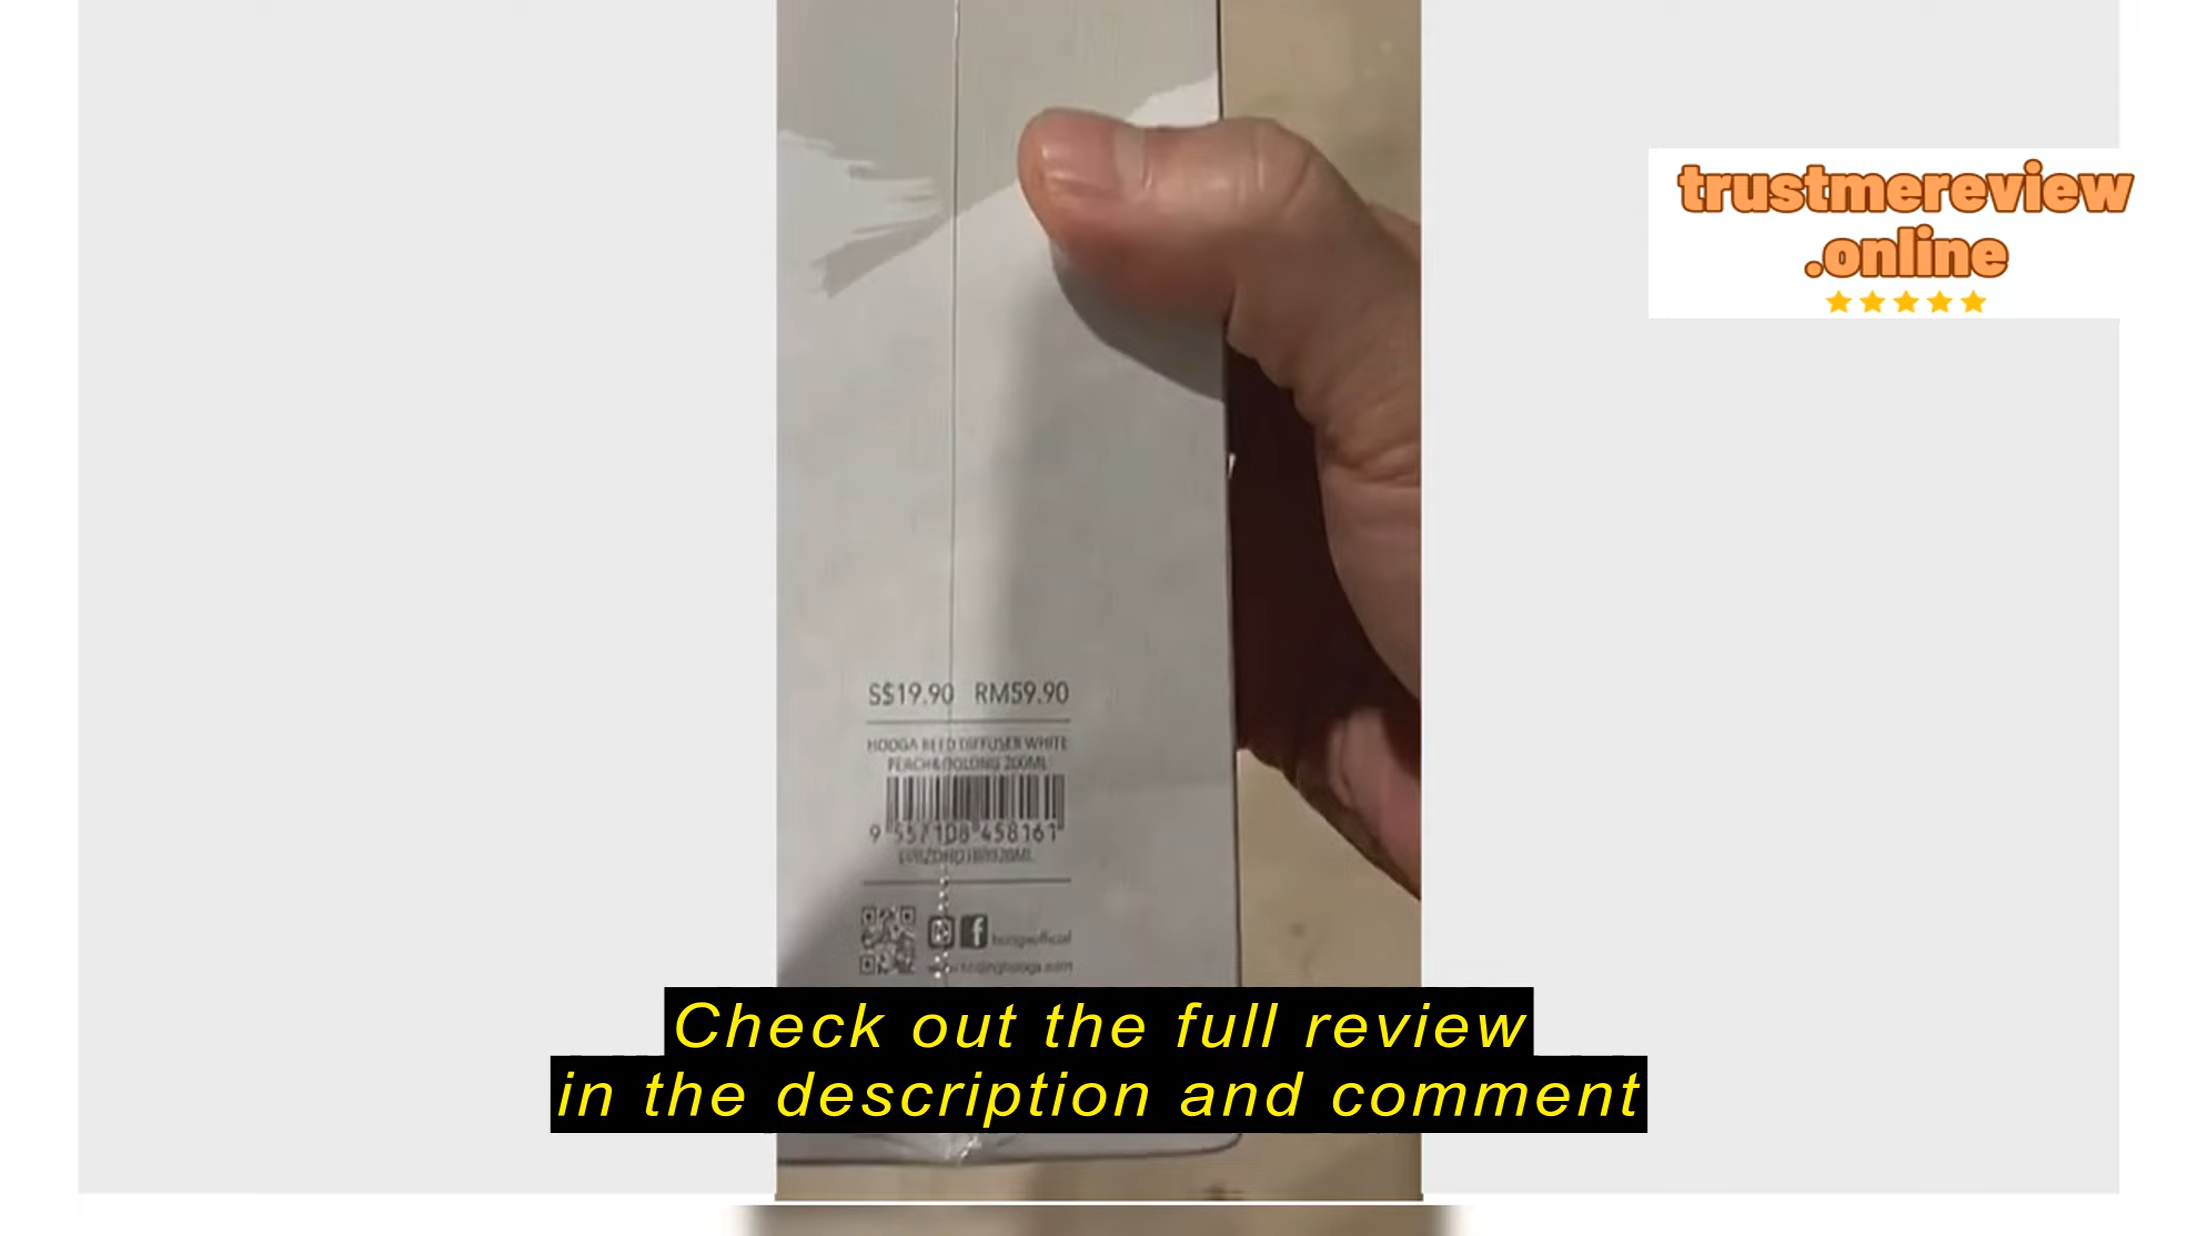 trustmereview
.online
S$19.90 RM59.90
HOOGA REED DIFFUSER WHITE
PEACH&OOLONG 200ML
9 557108 458161
Check out the full review
in the description and comment